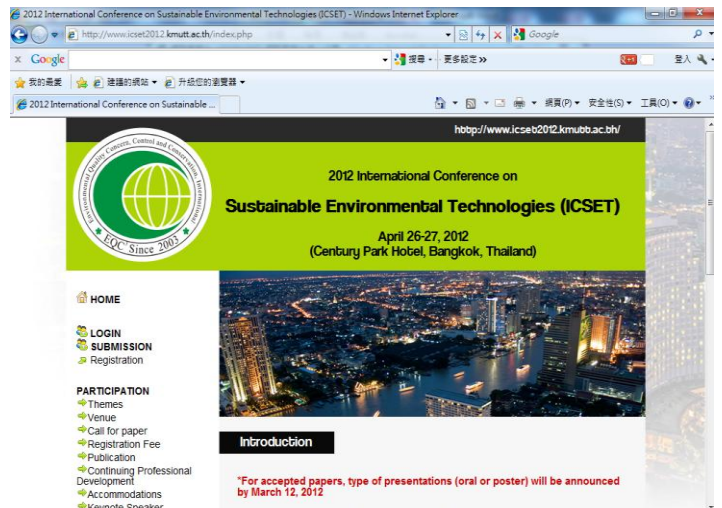 2012 International Conference on Sustainable Environmental Technologies (ICSET) - Windows Internet Explorer
http://www.icset2012.kmutt.ac.th/index.php
Google
x Google
搜尋
更多設定 »
登入
我的最愛
建議的網站
升級您的瀏覽器
2012 International Conference on Sustainable ...
網頁(P)
安全性(S)
工具(O)
http://www.icset2012.kmutt.ac.th/
Environmental Quality Concern, Control and Conservation, International
EQC' Since 2003
2012 International Conference on
Sustainable Environmental Technologies (ICSET)
April 26-27, 2012
(Century Park Hotel, Bangkok, Thailand)
HOME
LOGIN
SUBMISSION
Registration
PARTICIPATION
Themes
Venue
Call for paper
Registration Fee
Publication
Continuing Professional
Development
Accommodations
Keynote Speaker
Introduction
*For accepted papers, type of presentations (oral or poster) will be announced
by March 12, 2012